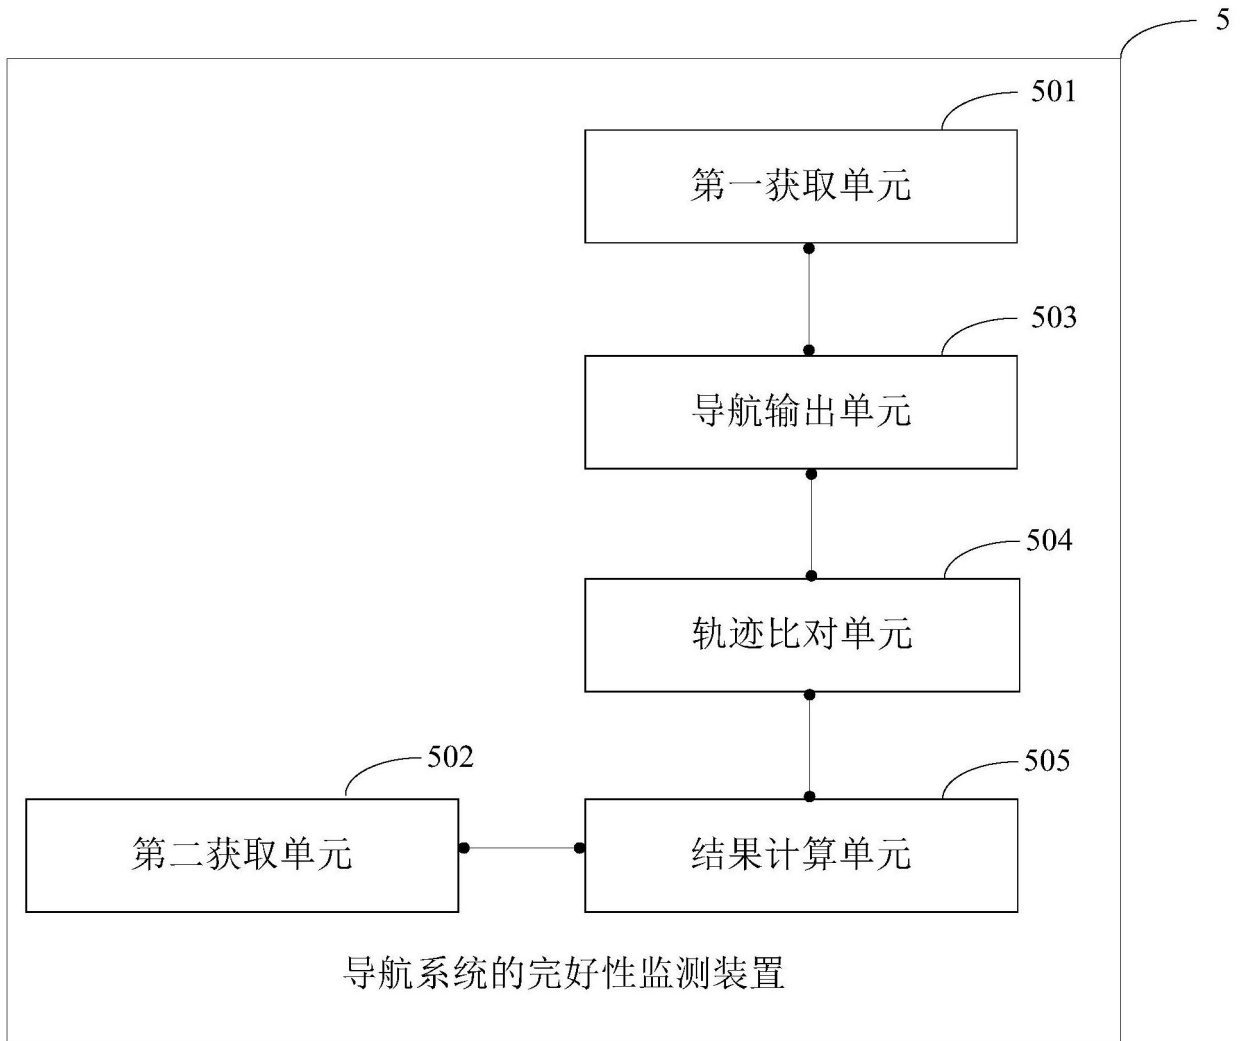 5
501
第一获取单元
503
导航输出单元
504
轨迹比对单元
502
505
第二获取单元
结果计算单元
导航系统的完好性监测装置